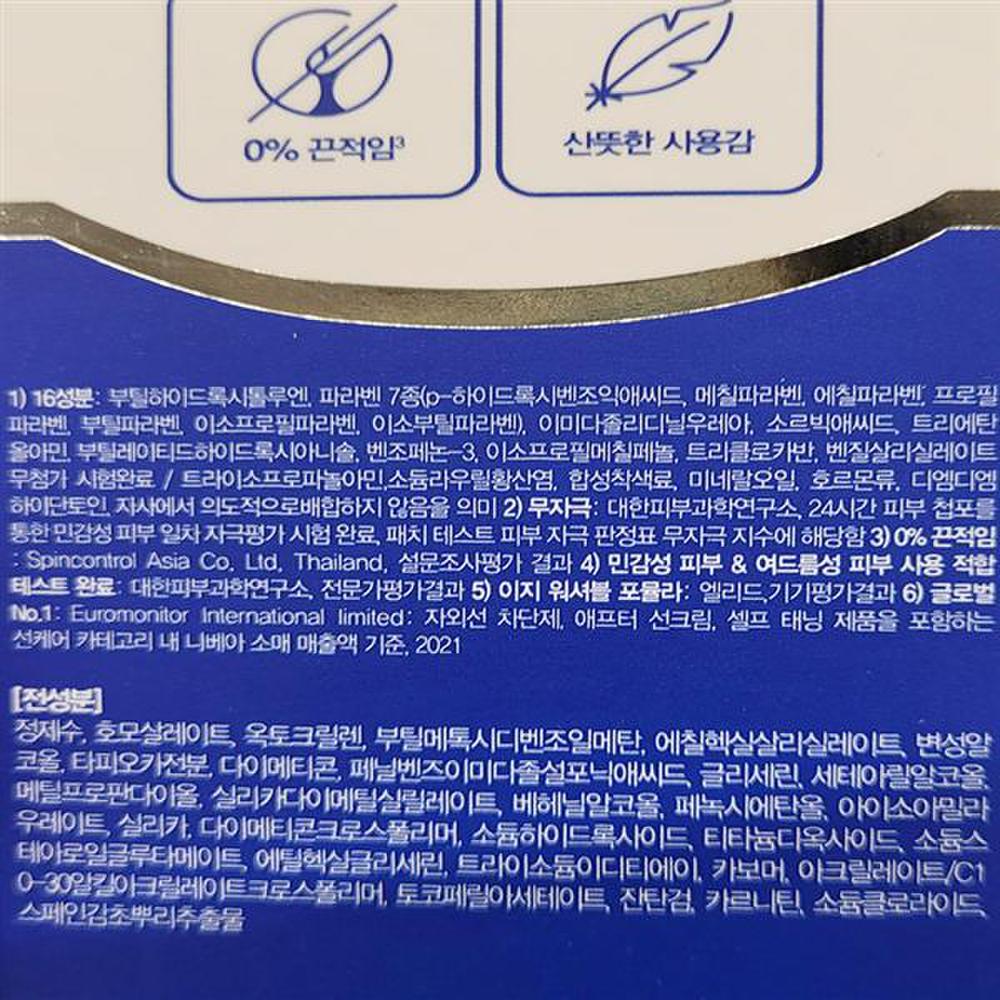 0% 끈적임3
산뜻한 사용감
1) 16성분: 부틸하이드록시톨루엔, 파라벤 7종(p-하이드록시벤조익애씨드, 메칠파라벤, 에칠파라벤, 프로필
파라벤, 부틸파라벤, 이소프로필파라벤, 이소부틸파라벤), 이미다졸리디닐우레아, 소르빅애씨드, 트리에탄
올아민, 부틸레이티드하이드록시아니솔, 벤조페논-3, 이소프로필메칠페놀, 트리클로카반, 벤질살리실레이트
무첨가 시험완료 / 트라이소프로파놀아민,소듐라우릴황산염, 합성착색료, 미네랄오일, 호르몬류, 디엠디엠
하이단토인, 자사에서 의도적으로배합하지 않음을 의미 2) 무자극: 대한피부과학연구소, 24시간 피부 첩포를
통한 민감성 피부 일차 자극평가 시험 완료, 패치 테스트 피부 자극 판정표 무자극 지수에 해당함 3) 0% 끈적임
: Spincontrol Asia Co. Ltd, Thailand, 설문조사평가 결과 4) 민감성 피부 & 여드름성 피부 사용 적합
테스트 완료: 대한피부과학연구소, 전문가평가결과 5) 이지 워셔블 포뮬라: 엘리드,기기평가결과 6) 글로벌
No.1: Euromonitor International limited: 자외선 차단제, 애프터 선크림, 셀프 태닝 제품을 포함하는
선케어 카테고리 내 니베아 소매 매출액 기준, 2021
[전성분]
정제수, 호모살레이트, 옥토크릴렌, 부틸메톡시디벤조일메탄, 에칠헥실살리실레이트, 변성알
코올, 타피오카전분, 다이메티콘, 페닐벤즈이미다졸설포닉애씨드, 글리세린, 세테아릴알코올,
메틸프로판다이올, 실리카다이메틸실릴레이트, 베헤닐알코올, 페녹시에탄올, 아이소아밀라
우레이트, 실리카, 다이메티콘크로스폴리머, 소듐하이드록사이드, 티타늄디옥사이드, 소듐스
테아로일글루타메이트, 에틸헥실글리세린, 트라이소듐이디티에이, 카보머, 아크릴레이트/C1
0-30알킬아크릴레이트크로스폴리머, 토코페릴아세테이트, 잔탄검, 카르니틴, 소듐클로라이드,
스페인감초뿌리추출물